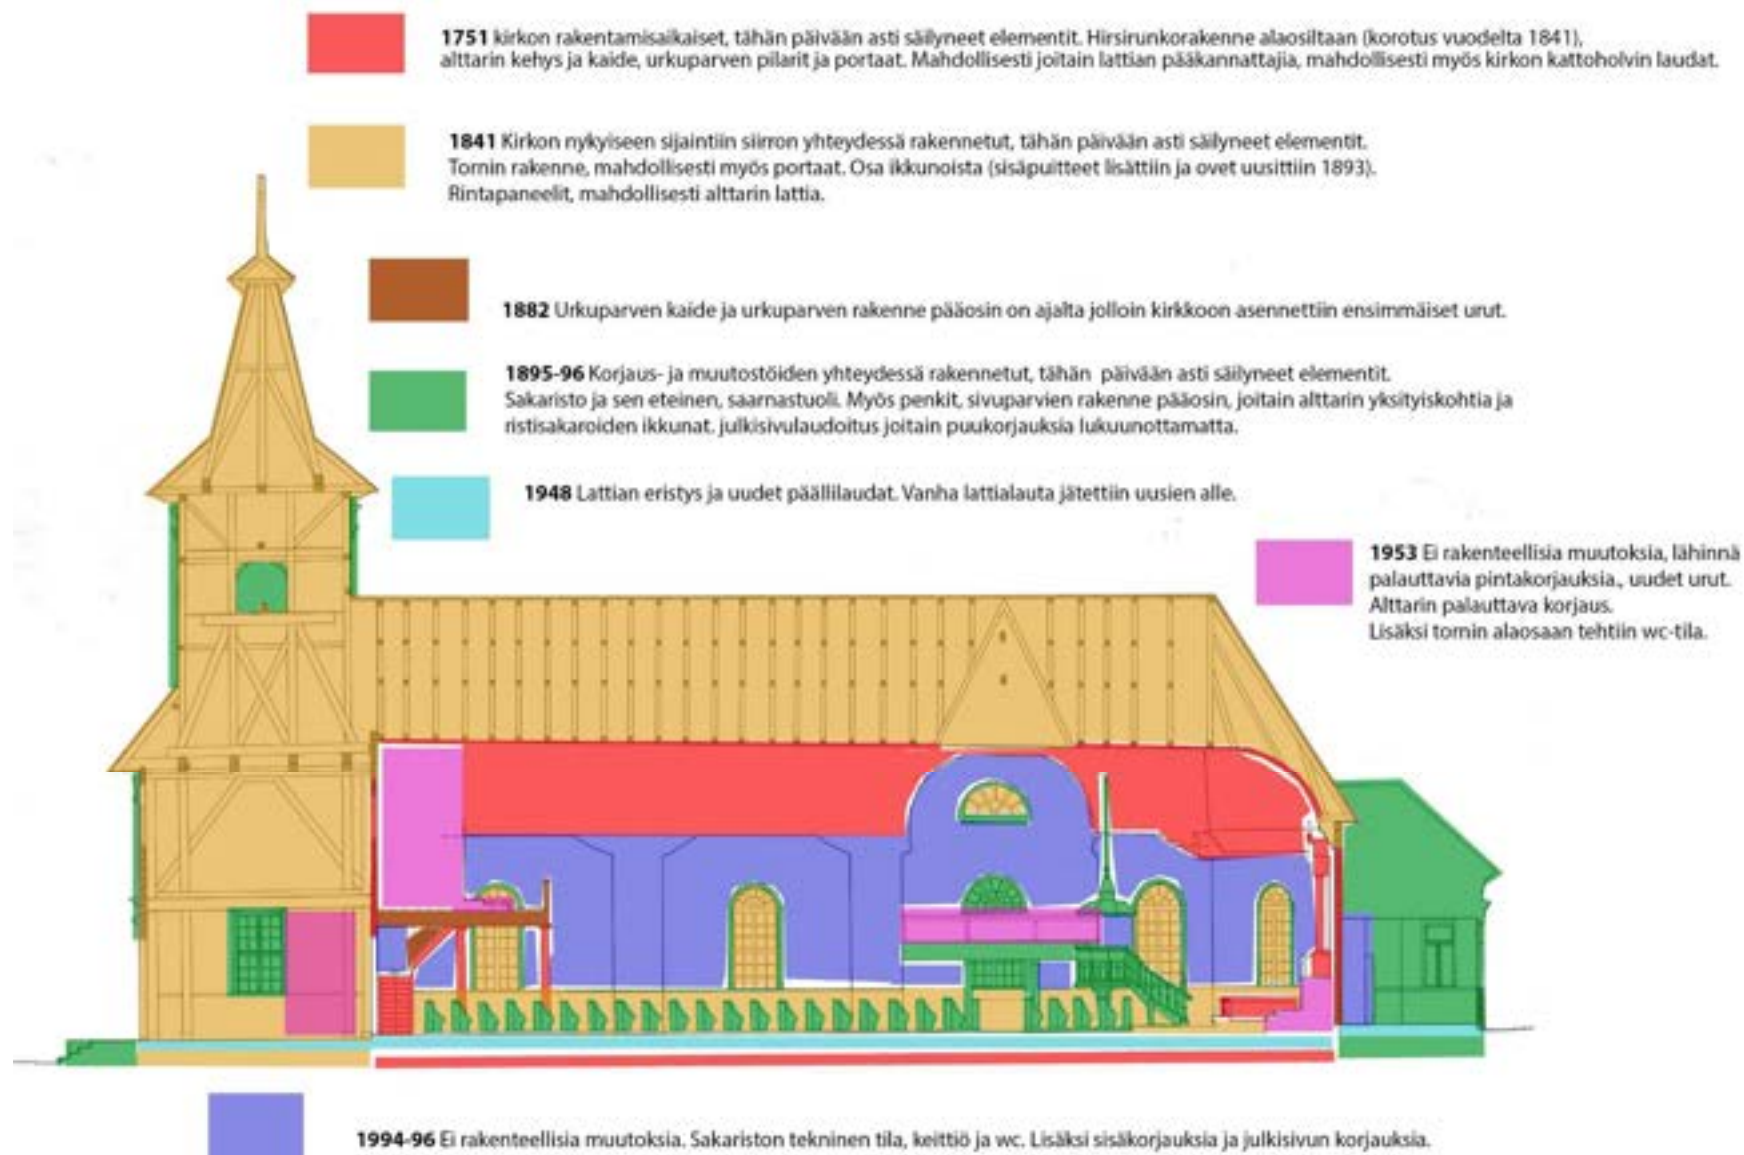 1751 kirkon rakentamisaikaiset, tähän päivään asti säilyneet elementit. Hirsirunkorakenne alaosiltaan (korotus vuodelta 1841),
alttarin kehys ja kaide, urkuparven pilarit ja portaat. Mahdollisesti joitain lattian pääkannattajia, mahdollisesti myös kirkon kattoholvin laudat.
1841 Kirkon nykyiseen sijaintiin siirron yhteydessä rakennetut, tähän päivään asti säilyneet elementit.
Tornin rakenne, mahdollisesti myös portaat. Osa ikkunoista (sisäpuitteet lisättiin ja ovet uusittiin 1893).
Rintapaneelit, mahdollisesti alttarin lattia.
1882 Urkuparven kaide ja urkuparven rakenne pääosin on ajalta jolloin kirkkoon asennettiin ensimmäiset urut.
1895-96 Korjaus- ja muutostöiden yhteydessä rakennetut, tähän päivään asti säilyneet elementit.
Sakaristo ja sen eteinen, saarnastuoli. Myös penkit, sivuparvien rakenne pääosin, joitain alttarin yksityiskohtia ja
ristisakaroiden ikkunat. julkisivulaudoitus joitain puukorjauksia lukuunottamatta.
1948 Lattian eristys ja uudet päällilaudat. Vanha lattialauta jätettiin uusien alle.
1953 Ei rakenteellisia muutoksia, lähinnä
palauttavia pintakorjauksia., uudet urut.
Alttarin palauttava korjaus.
Lisäksi tornin alaosaan tehtiin wc-tila.
1994-96 Ei rakenteellisia muutoksia. Sakariston tekninen tila, keittiö ja wc. Lisäksi sisäkorjauksia ja julkisivun korjauksia.